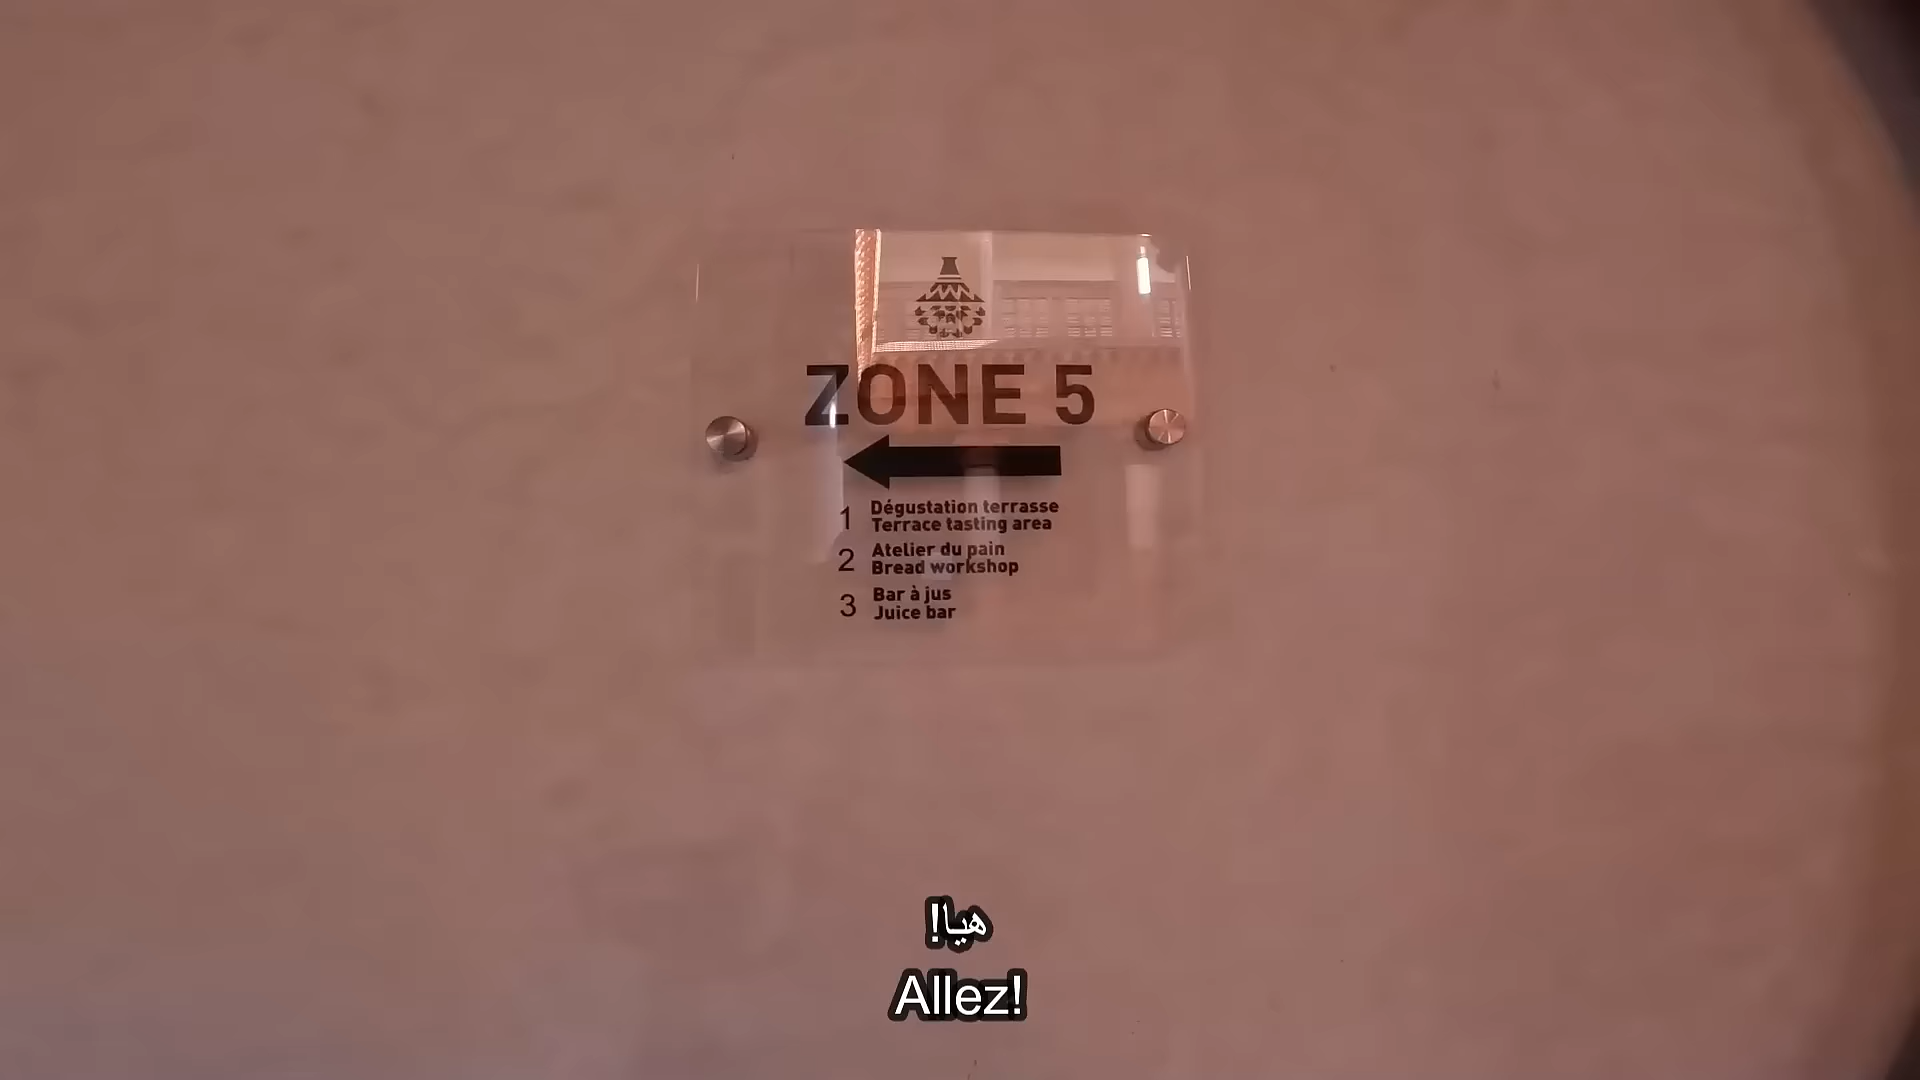 ZONE 5
1 Dégustation terrasse
Terrace tasting area
2 Atelier du pain
Bread workshop
3 Bar à jus
Juice bar
هيا!
Allez!